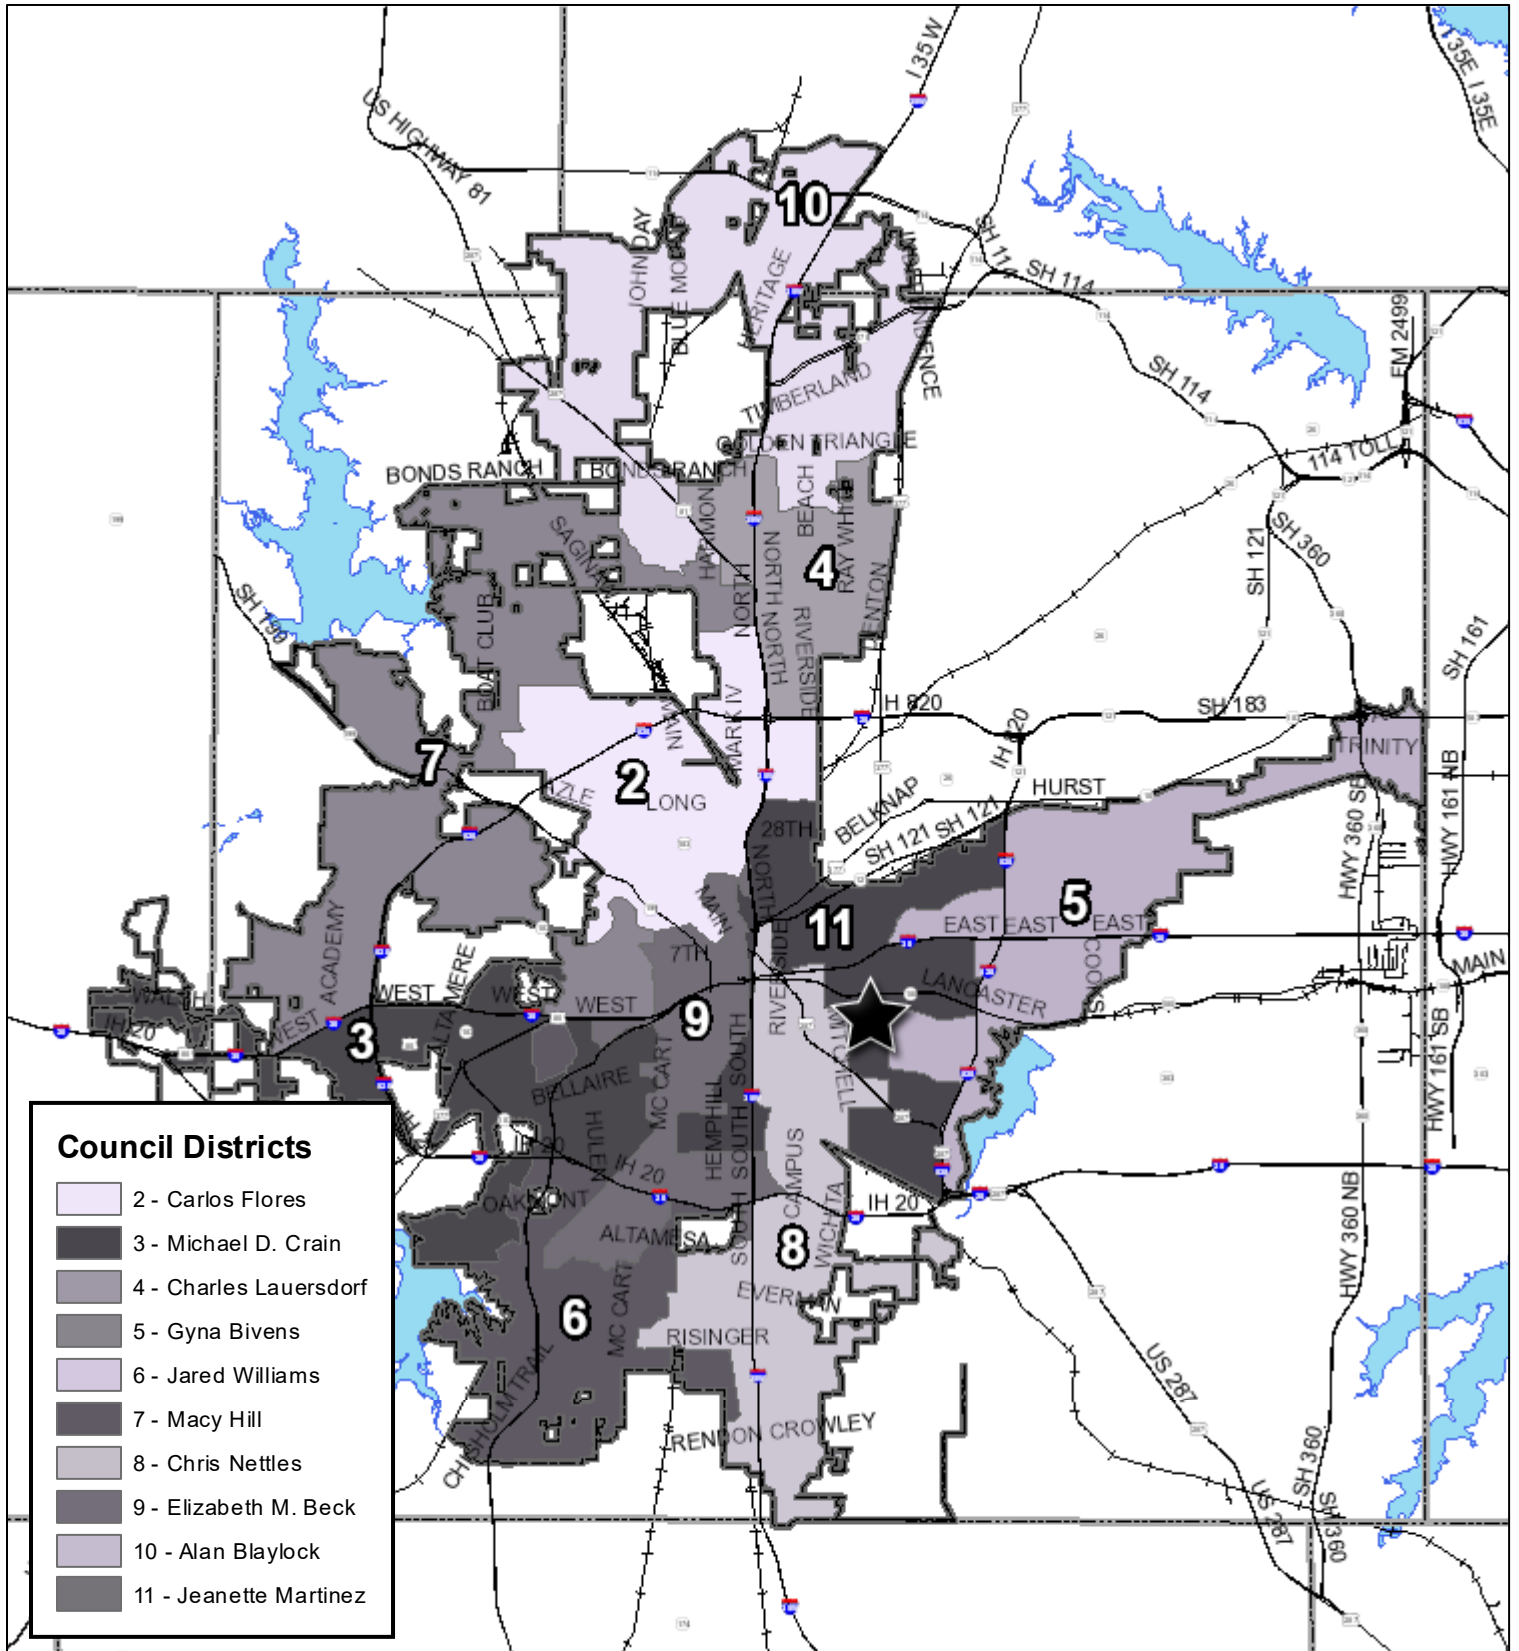 I 35W
I 35E
I 35E
US HIGHWAY 81
10
JOHN DAY
BLUE MOUND
HERITAGE
SH 114
SH 114
SH 114
FM 2499
TIMBERLAND
GOLDEN TRIANGLE
114 TOLL
BONDS RANCH
BONDS RANCH
HARMON
BEACH
RAY WHITE
SAGINAW
4
SH 121
SH 360
SH 199
BOAT CLUB
NORTH
NORTH
NORTH
RIVERSIDE
DENTON
SH 161
MARK IV
IH 820
IH 820
SH 183
TRINITY
7
2
AZLE
LONG
HURST
BELKNAP
SH 121
SH 121
28TH
HWY 360 SB
HWY 161 NB
NORTH
MAIN
ACADEMY
7TH
RIVERSIDE
11
5
EAST
EAST
EAST
COOKS
LANCASTER
MAIN
WALSH
IH 20
WEST
WEST
WEST
WEST
ALTAMERE
3
9
MITCHELL
HWY 161 SB
BELLAIRE
HULEN
MC CART
HEMPHILL
SOUTH
SOUTH
SOUTH
SOUTH
CAMPUS
WICHITA
IH 20
IH 20
IH 20
OAKMONT
ALTAMESA
8
HWY 360 NB
EVERMAN
6
MC CART
RISINGER
CHISHOLM TRAIL
RENDON CROWLEY
US 287
US 287
SH 360
SH 360
Council Districts
2 - Carlos Flores
3 - Michael D. Crain
4 - Charles Lauersdorf
5 - Gyna Bivens
6 - Jared Williams
7 - Macy Hill
8 - Chris Nettles
9 - Elizabeth M. Beck
10 - Alan Blaylock
11 - Jeanette Martinez